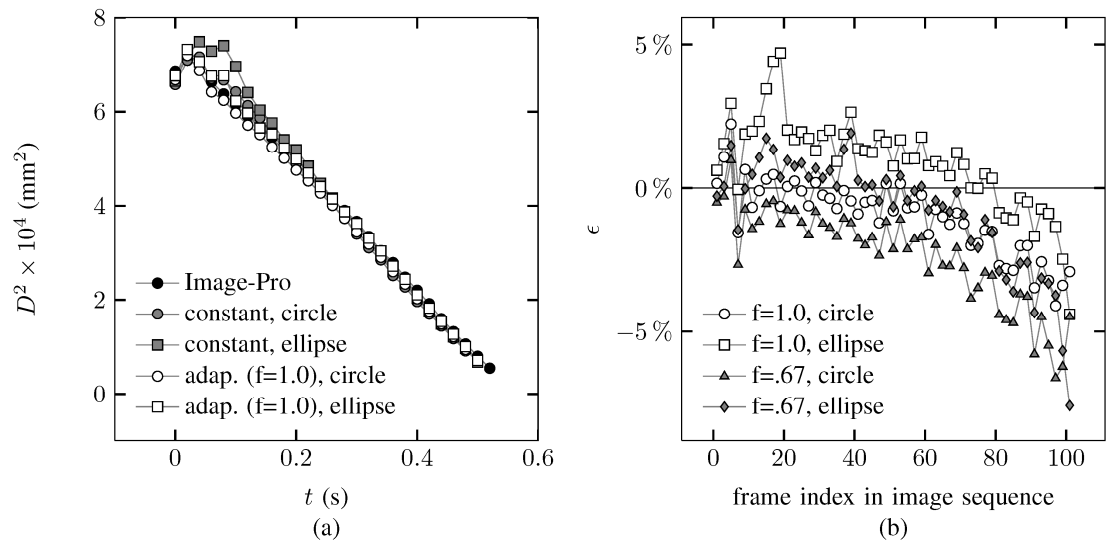 8
6
4
2
0
D² × 10⁴ (mm²)
Image-Pro
constant, circle
constant, ellipse
adap. (f=1.0), circle
adap. (f=1.0), ellipse
0 0.2 0.4 0.6
t (s)
(a)
5 %
0 %
−5 %
ϵ
f=1.0, circle
f=1.0, ellipse
f=.67, circle
f=.67, ellipse
0 20 40 60 80 100
frame index in image sequence
(b)